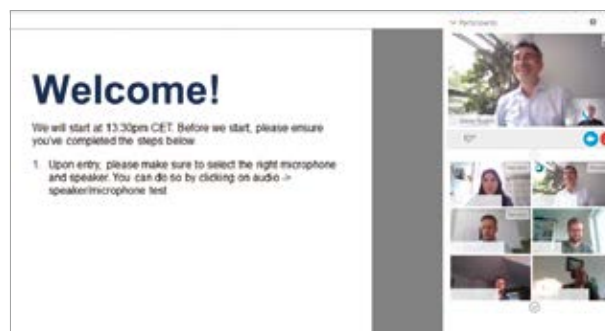 Participants
Welcome!
We will start at 13:30pm CET. Before we start, please ensure
you've completed the steps below
1. Upon entry, please make sure to select the right microphone
and speaker. You can do so by clicking on audio ->
speaker/microphone test